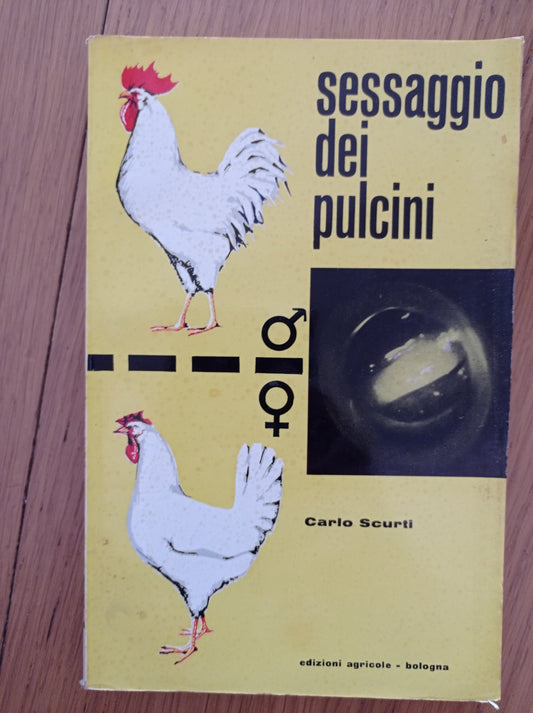 sessaggio
dei
pulcini
♂
♀
Carlo Scurti
edizioni agricole - bologna